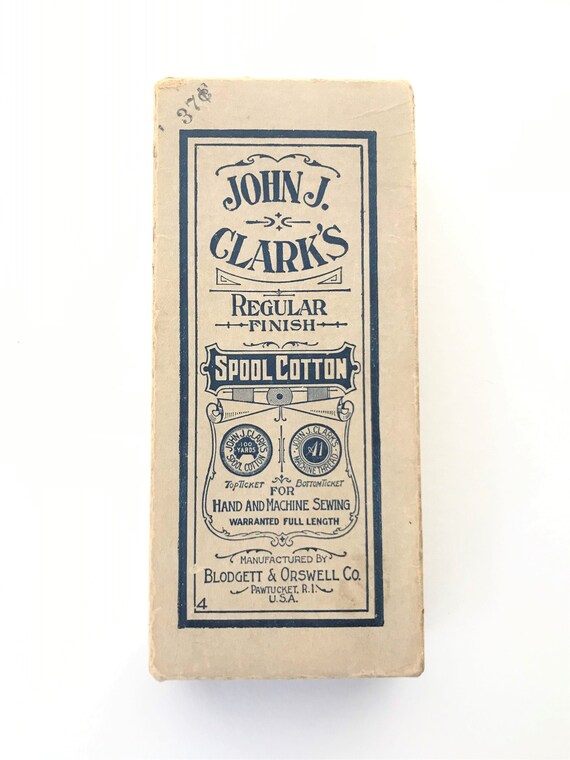 37¢
JOHN J.
CLARK'S
REGULAR
FINISH
SPOOL COTTON
JOHN J. CLARK'S
100
YARDS
SPOOL COTTON
JOHN J. CLARK'S
A1
MACHINE THREAD
TOP TICKET
BOTTOM TICKET
FOR
HAND AND MACHINE SEWING
WARRANTED FULL LENGTH
MANUFACTURED BY
BLODGETT & ORSWELL CO.
PAWTUCKET, R.I.
U.S.A.
4